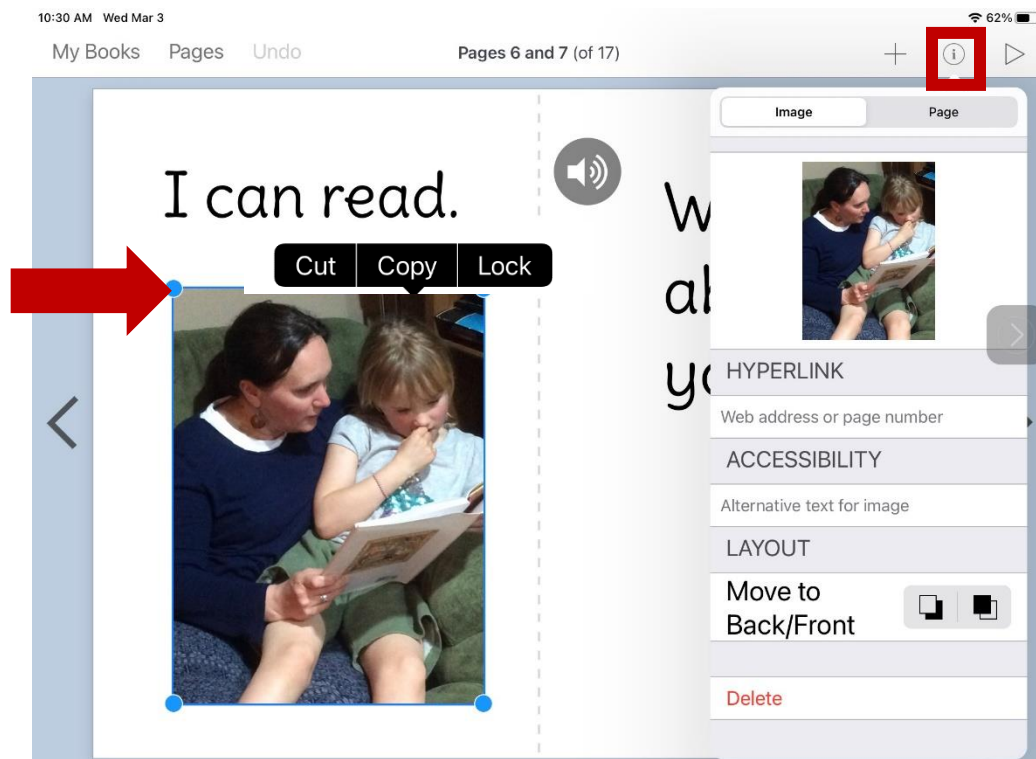 10:30 AM Wed Mar 3
62%
My Books Pages Undo
Pages 6 and 7 (of 17)
Image Page
I can read.
Cut Copy Lock
HYPERLINK
Web address or page number
ACCESSIBILITY
Alternative text for image
LAYOUT
Move to
Back/Front
Delete